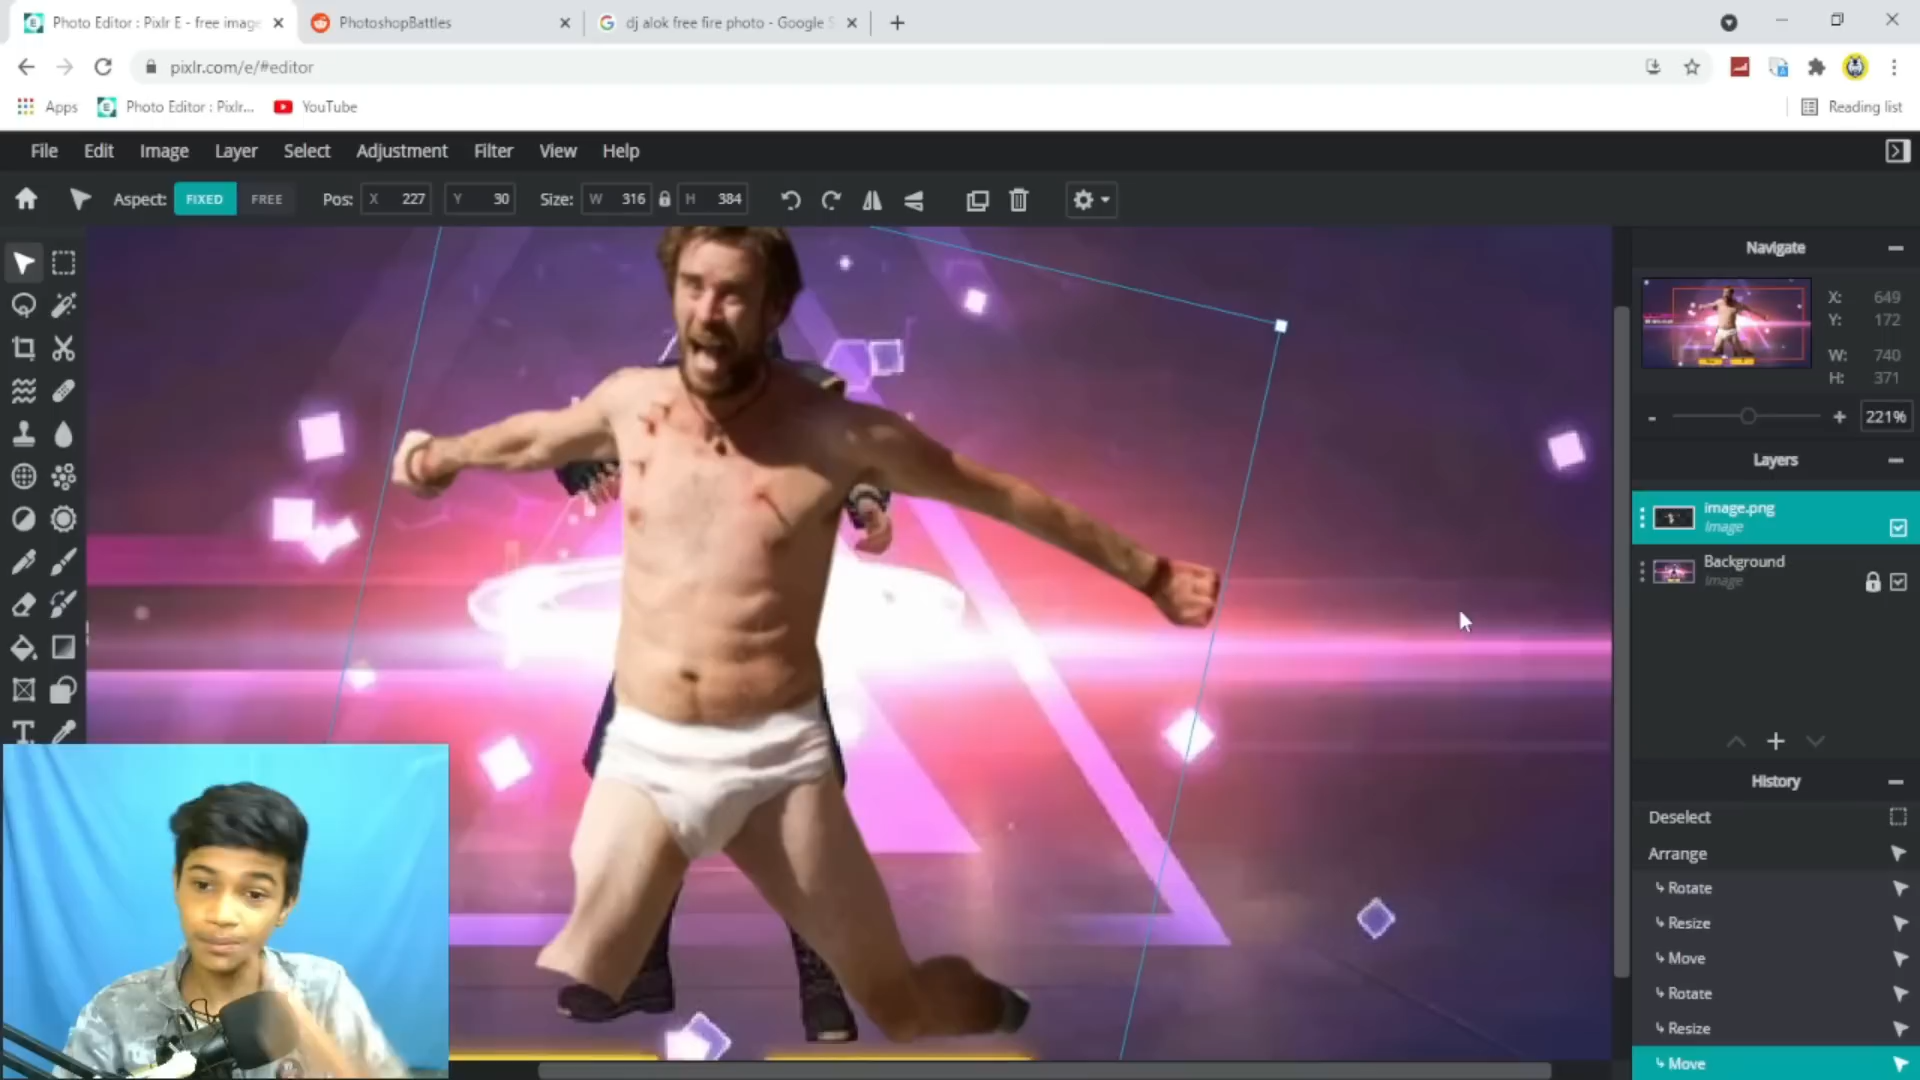 Photo Editor : Pixlr E - free image
PhotoshopBattles
dj alok free fire photo - Google S
pixlr.com/e/#editor
Apps
Photo Editor : Pixlr...
YouTube
Reading list
File Edit Image Layer Select Adjustment Filter View Help
Aspect: FIXED FREE Pos: X 227 Y 30 Size: W 316 H 384
Navigate
X: 649
Y: 172
W: 740
H: 371
221%
Layers
image.png
Image
Background
Image
History
Deselect
Arrange
Rotate
Resize
Move
Rotate
Resize
Move